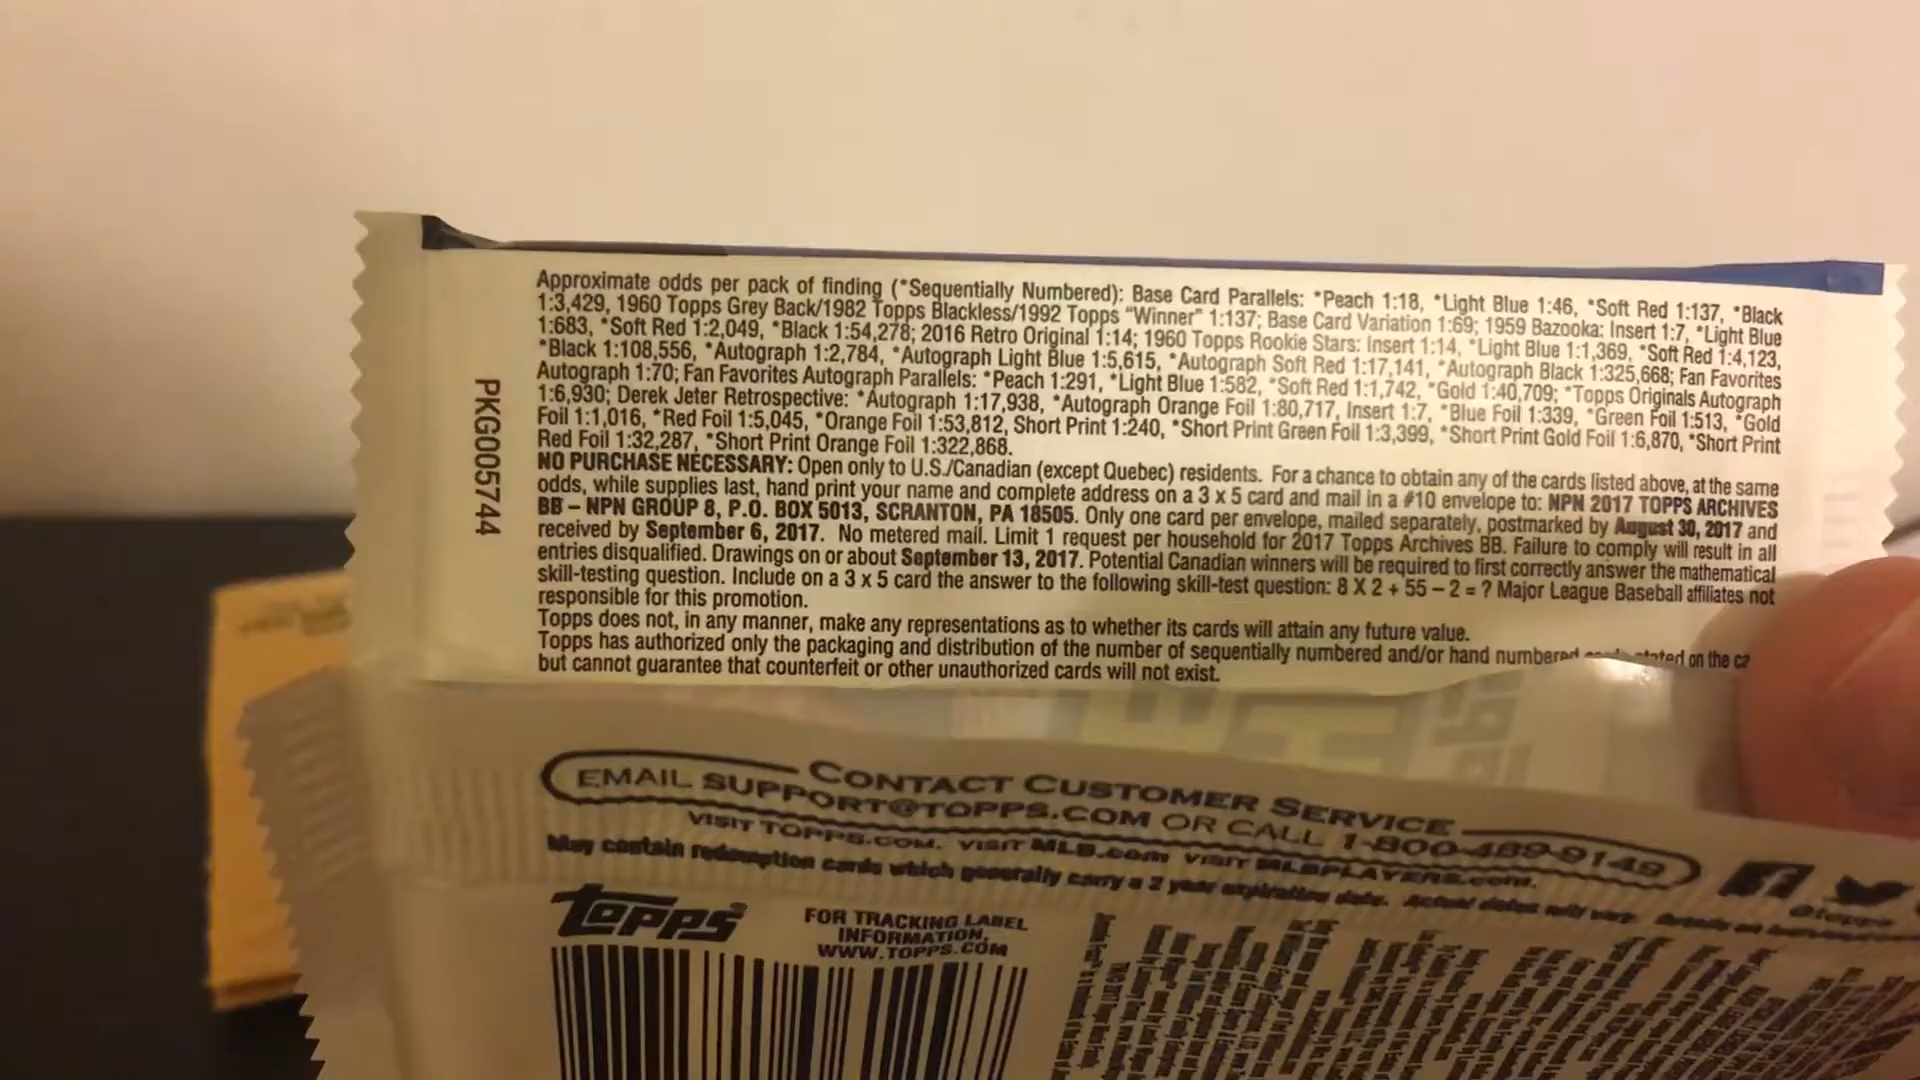 Approximate odds per pack of finding (*Sequentially Numbered): Base Card Parallels: *Peach 1:18, *Light Blue 1:46, *Soft Red 1:137, *Black
1:3,429, 1960 Topps Grey Back/1982 Topps Blackless/1992 Topps "Winner" 1:137; Base Card Variation 1:69; 1959 Bazooka: Insert 1:7, *Light Blue
1:683, *Soft Red 1:2,049, *Black 1:54,278; 2016 Retro Original 1:14; 1960 Topps Rookie Stars: Insert 1:14, *Light Blue 1:1,369, *Soft Red 1:4,123,
*Black 1:108,556, *Autograph 1:2,784, *Autograph Light Blue 1:5,615, *Autograph Soft Red 1:17,141, *Autograph Black 1:325,668; Fan Favorites
Autograph 1:70; Fan Favorites Autograph Parallels: *Peach 1:291, *Light Blue 1:582, *Soft Red 1:1,742, *Gold 1:40,709; *Topps Originals Autograph
1:6,930; Derek Jeter Retrospective: *Autograph 1:17,938, *Autograph Orange Foil 1:80,717, Insert 1:7, *Blue Foil 1:339, *Green Foil 1:513, *Gold
Foil 1:1,016, *Red Foil 1:5,045, *Orange Foil 1:53,812, Short Print 1:240, *Short Print Green Foil 1:3,399, *Short Print Gold Foil 1:6,870, *Short Print
Red Foil 1:32,287, *Short Print Orange Foil 1:322,868.
NO PURCHASE NECESSARY: Open only to U.S./Canadian (except Quebec) residents. For a chance to obtain any of the cards listed above, at the same
odds, while supplies last, hand print your name and complete address on a 3 x 5 card and mail in a #10 envelope to: NPN 2017 TOPPS ARCHIVES
BB – NPN GROUP 8, P.O. BOX 5013, SCRANTON, PA 18505. Only one card per envelope, mailed separately, postmarked by August 30, 2017 and
received by September 6, 2017. No metered mail. Limit 1 request per household for 2017 Topps Archives BB. Failure to comply will result in all
entries disqualified. Drawings on or about September 13, 2017. Potential Canadian winners will be required to first correctly answer the mathematical
skill-testing question. Include on a 3 x 5 card the answer to the following skill-test question: 8 X 2 + 55 – 2 = ? Major League Baseball affiliates not
responsible for this promotion.
Topps does not, in any manner, make any representations as to whether its cards will attain any future value.
Topps has authorized only the packaging and distribution of the number of sequentially numbered and/or hand numbered stated on the
but cannot guarantee that counterfeit or other unauthorized cards will not exist.
PKG005744
CONTACT CUSTOMER SERVICE
EMAIL SUPPORT@TOPPS.COM OR CALL 1-800-489-9149
VISIT TOPPS.COM. VISIT MLB.com VISIT MLBPLAYERS.com.
May contain redemption cards which generally carry a 2 year expiration date. Actual dates will vary.
@topps
topps
FOR TRACKING LABEL
INFORMATION,
WWW.TOPPS.COM